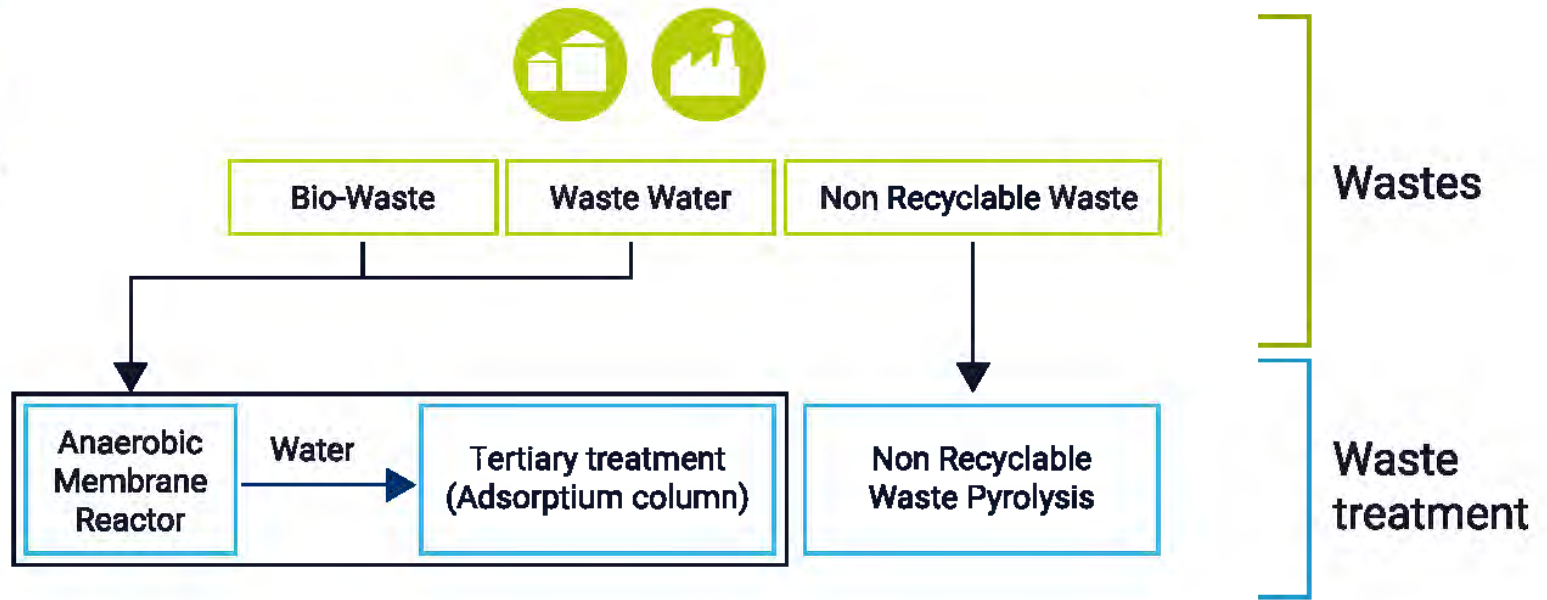 Bio-Waste
Waste Water
Non Recyclable Waste
Wastes
Anaerobic
Membrane
Reactor
Water
Tertiary treatment
(Adsorptium column)
Non Recyclable
Waste Pyrolysis
Waste
treatment